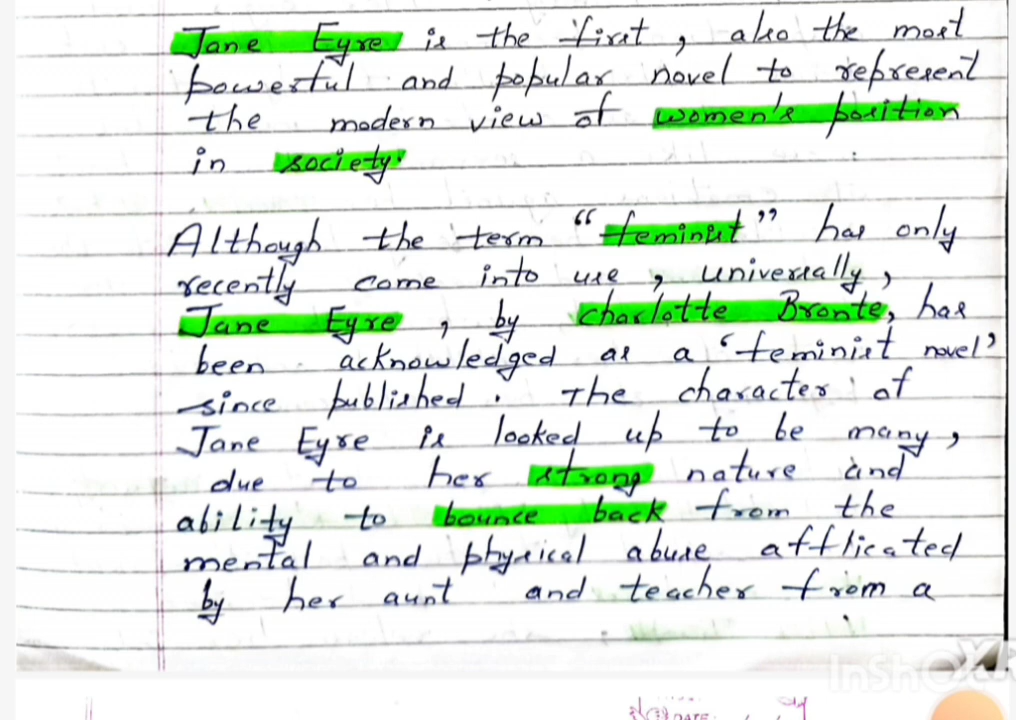 Jane Eyre is the first, also the most
powerful and popular novel to represent
the modern view of women's position
in society.
Although the term "feminist" has only
recently come into use, universally,
Jane Eyre, by charlotte Bronte, has
been acknowledged as a 'feminist novel'
since published. The character of
Jane Eyre is looked up to be many,
due to her strong nature and
ability to bounce back from the
mental and physical abuse afflicated
by her aunt and teacher from a
InSh
DATE